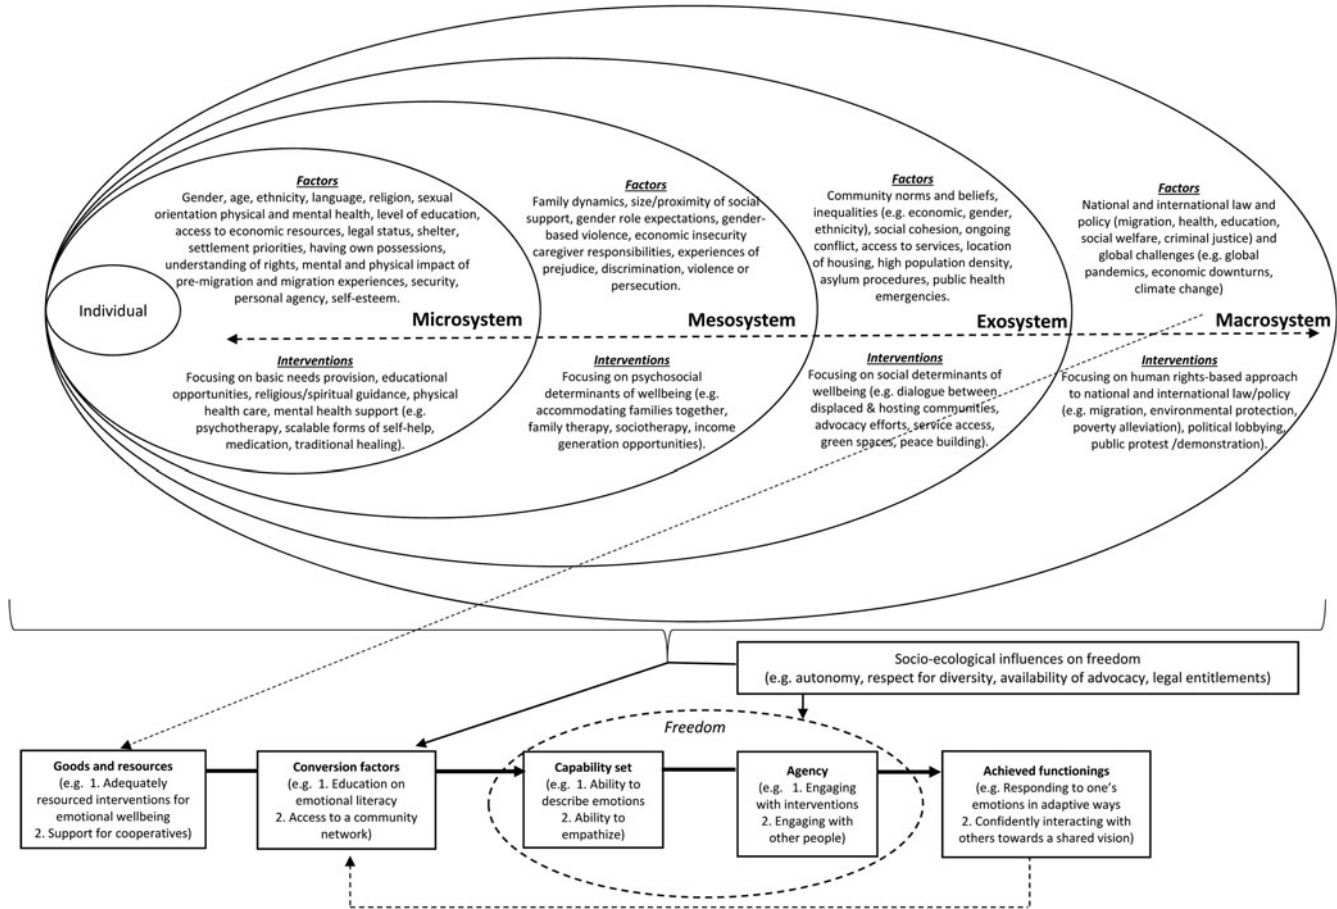 Individual
Factors
Gender, age, ethnicity, language, religion, sexual
orientation physical and mental health, level of education,
access to economic resources, legal status, shelter,
settlement priorities, having own possessions,
understanding of rights, mental and physical impact of
pre-migration and migration experiences, security,
personal agency, self-esteem.
Microsystem
Interventions
Focusing on basic needs provision, educational
opportunities, religious/spiritual guidance, physical
health care, mental health support (e.g.
psychotherapy, scalable forms of self-help,
medication, traditional healing).
Factors
Family dynamics, size/proximity of social
support, gender role expectations, gender-
based violence, economic insecurity
caregiver responsibilities, experiences of
prejudice, discrimination, violence or
persecution.
Mesosystem
Interventions
Focusing on psychosocial
determinants of wellbeing (e.g.
accommodating families together,
family therapy, sociotherapy, income
generation opportunities).
Factors
Community norms and beliefs,
inequalities (e.g. economic, gender,
ethnicity), social cohesion, ongoing
conflict, access to services, location
of housing, high population density,
asylum procedures, public health
emergencies.
Exosystem
Interventions
Focusing on social determinants of
wellbeing (e.g. dialogue between
displaced & hosting communities,
advocacy efforts, service access,
green spaces, peace building).
Factors
National and international law and
policy (migration, health, education,
social welfare, criminal justice) and
global challenges (e.g. global
pandemics, economic downturns,
climate change)
Macrosystem
Interventions
Focusing on human rights-based approach
to national and international law/policy
(e.g. migration, environmental protection,
poverty alleviation), political lobbying,
public protest /demonstration).
Socio-ecological influences on freedom
(e.g. autonomy, respect for diversity, availability of advocacy, legal entitlements)
Freedom
Goods and resources
(e.g. 1. Adequately
resourced interventions for
emotional wellbeing
2. Support for cooperatives)
Conversion factors
(e.g. 1. Education on
emotional literacy
2. Access to a community
network)
Capability set
(e.g. 1. Ability to
describe emotions
2. Ability to
empathize)
Agency
(e.g. 1. Engaging
with interventions
2. Engaging with
other people)
Achieved functionings
(e.g. Responding to one's
emotions in adaptive ways
2. Confidently interacting with
others towards a shared vision)